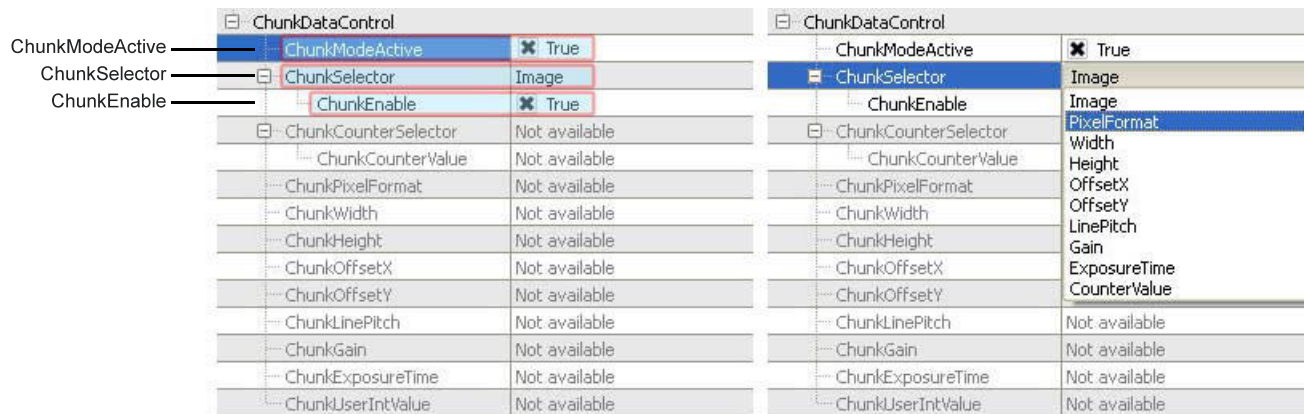 ChunkModeActive
ChunkSelector
ChunkEnable
ChunkDataControl
ChunkModeActive True
ChunkSelector Image
ChunkEnable True
ChunkCounterSelector Not available
ChunkCounterValue Not available
ChunkPixelFormat Not available
ChunkWidth Not available
ChunkHeight Not available
ChunkOffsetX Not available
ChunkOffsetY Not available
ChunkLinePitch Not available
ChunkGain Not available
ChunkExposureTime Not available
ChunkUserIntValue Not available
ChunkDataControl
ChunkModeActive True
ChunkSelector Image
ChunkEnable
ChunkCounterSelector
ChunkCounterValue
ChunkPixelFormat
ChunkWidth
ChunkHeight
ChunkOffsetX
ChunkOffsetY
Image
PixelFormat
Width
Height
OffsetX
OffsetY
LinePitch
Gain
ExposureTime
CounterValue
ChunkLinePitch Not available
ChunkGain Not available
ChunkExposureTime Not available
ChunkUserIntValue Not available